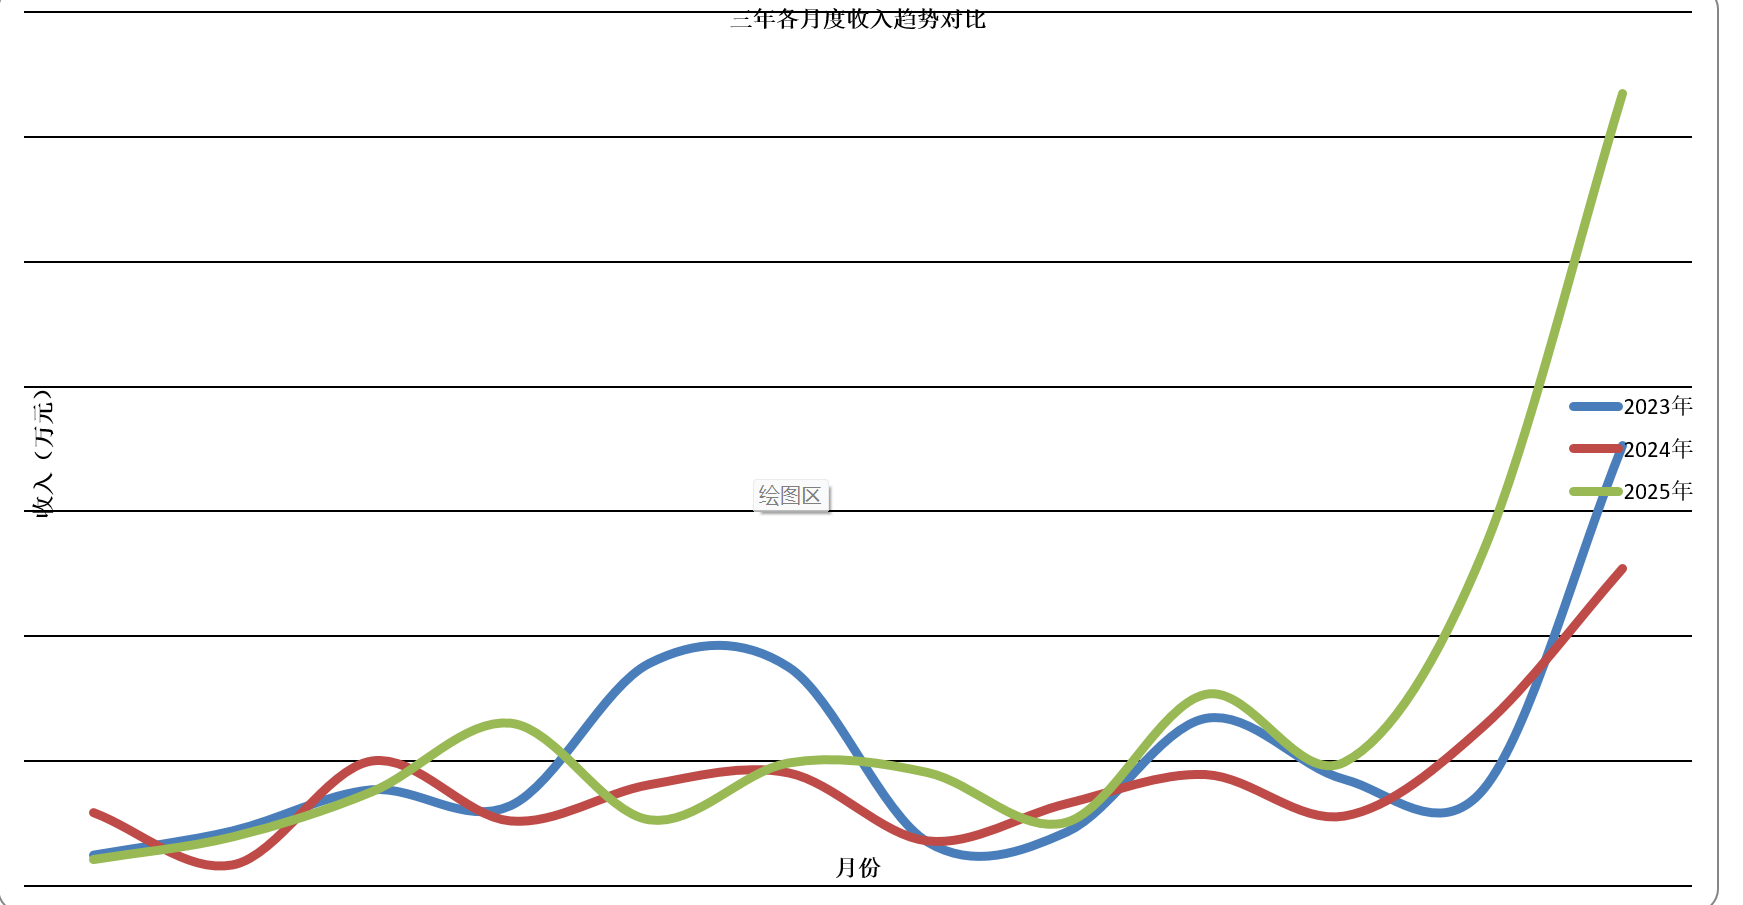 三年各月度收入趋势对比
收入（万元）
绘图区
2023年
2024年
2025年
月份